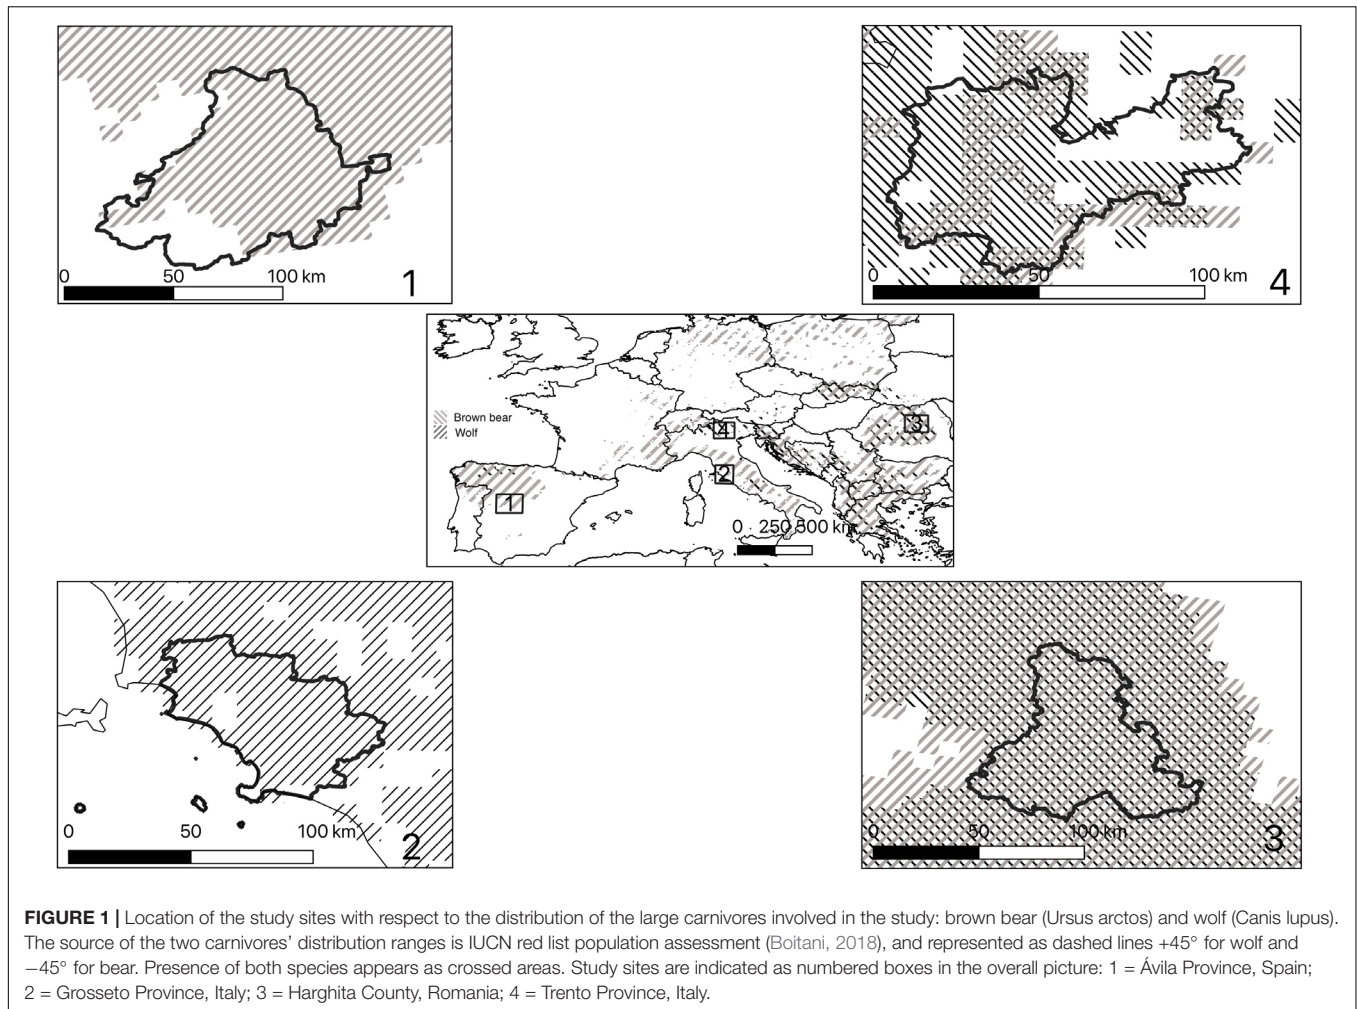 0 50 100 km
1
0 50 100 km
4
Brown bear
Wolf
4
3
2
1
0 250 500 km
0 50 100 km
2
0 50 100 km
3
FIGURE 1 | Location of the study sites with respect to the distribution of the large carnivores involved in the study: brown bear (Ursus arctos) and wolf (Canis lupus).
The source of the two carnivores’ distribution ranges is IUCN red list population assessment (Boitani, 2018), and represented as dashed lines +45° for wolf and
−45° for bear. Presence of both species appears as crossed areas. Study sites are indicated as numbered boxes in the overall picture: 1 = Ávila Province, Spain;
2 = Grosseto Province, Italy; 3 = Harghita County, Romania; 4 = Trento Province, Italy.